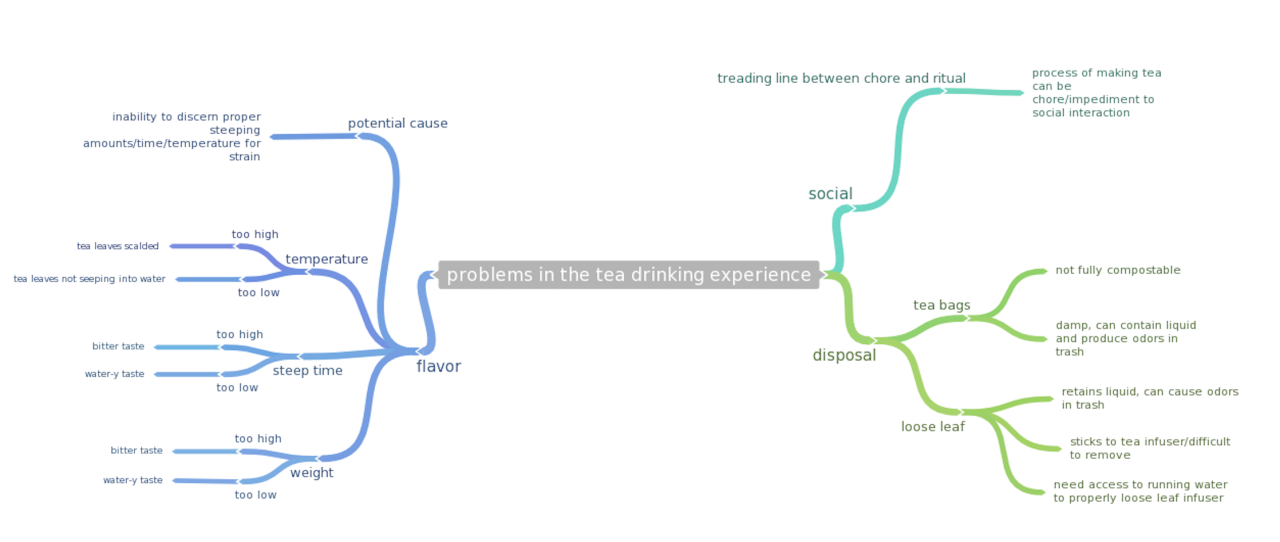 problems in the tea drinking experience
potential cause
inability to discern proper
steeping
amounts/time/temperature for
strain
temperature
too high
tea leaves scalded
too low
tea leaves not seeping into water
steep time
too high
bitter taste
too low
water-y taste
weight
too high
bitter taste
too low
water-y taste
flavor
social
treading line between chore and ritual
process of making tea
can be
chore/impediment to
social interaction
disposal
tea bags
not fully compostable
damp, can contain liquid
and produce odors in
trash
loose leaf
retains liquid, can cause odors
in trash
sticks to tea infuser/difficult
to remove
need access to running water
to properly loose leaf infuser